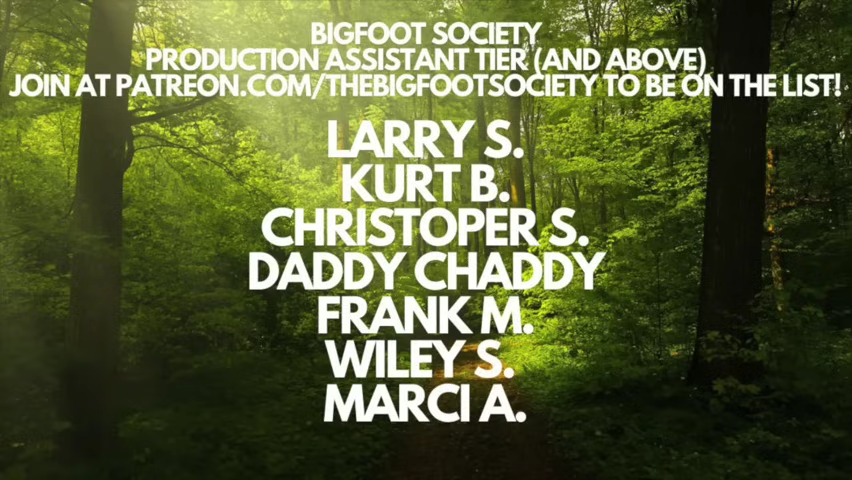 BIGFOOT SOCIETY
PRODUCTION ASSISTANT TIER (AND ABOVE)
JOIN AT PATREON.COM/THEBIGFOOTSOCIETY TO BE ON THE LIST!
LARRY S.
KURT B.
CHRISTOPER S.
DADDY CHADDY
FRANK M.
WILEY S.
MARCI A.